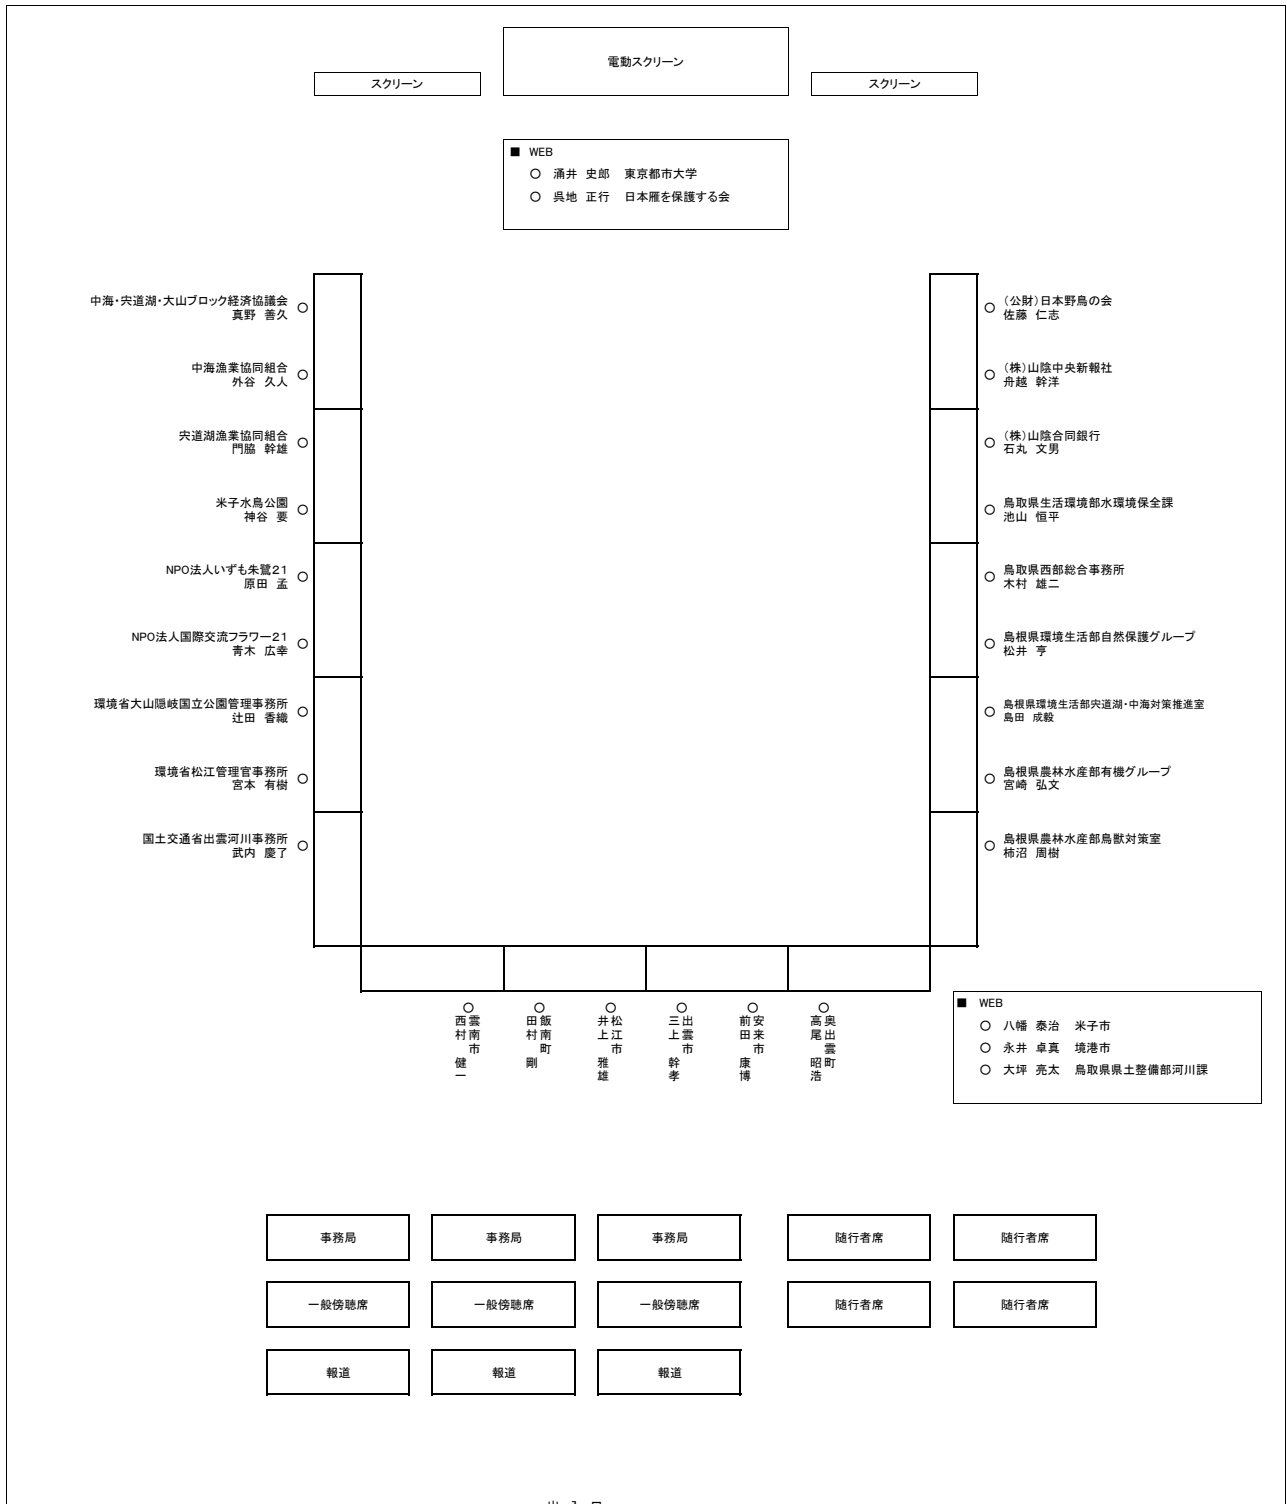 電動スクリーン
スクリーン
スクリーン
■ WEB
○ 涌井 史郎 東京都市大学
○ 呉地 正行 日本雁を保護する会
中海・宍道湖・大山ブロック経済協議会
真野 善久
中海漁業協同組合
外谷 久人
宍道湖漁業協同組合
門脇 幹雄
米子水鳥公園
神谷 要
NPO法人いずも朱鷺21
原田 孟
NPO法人国際交流フラワー21
青木 広幸
環境省大山隠岐国立公園管理事務所
辻田 香織
環境省松江管理官事務所
宮本 有樹
国土交通省出雲河川事務所
武内 慶了
(公財)日本野鳥の会
佐藤 仁志
(株)山陰中央新報社
舟越 幹洋
(株)山陰合同銀行
石丸 文男
鳥取県生活環境部水環境保全課
池山 恒平
鳥取県西部総合事務所
木村 雄二
島根県環境生活部自然保護グループ
松井 亨
島根県環境生活部宍道湖・中海対策推進室
島田 成毅
島根県農林水産部有機グループ
宮崎 弘文
島根県農林水産部鳥獣対策室
柿沼 周樹
雲南市
西村 健一
飯南町
田村 剛
松江市
井上 雅雄
出雲市
三上 幹孝
安来市
前田 康博
奥出雲町
高尾 昭浩
■ WEB
○ 八幡 泰治 米子市
○ 永井 卓真 境港市
○ 大坪 亮太 鳥取県県土整備部河川課
事務局
事務局
事務局
随行者席
随行者席
一般傍聴席
一般傍聴席
一般傍聴席
随行者席
随行者席
報道
報道
報道